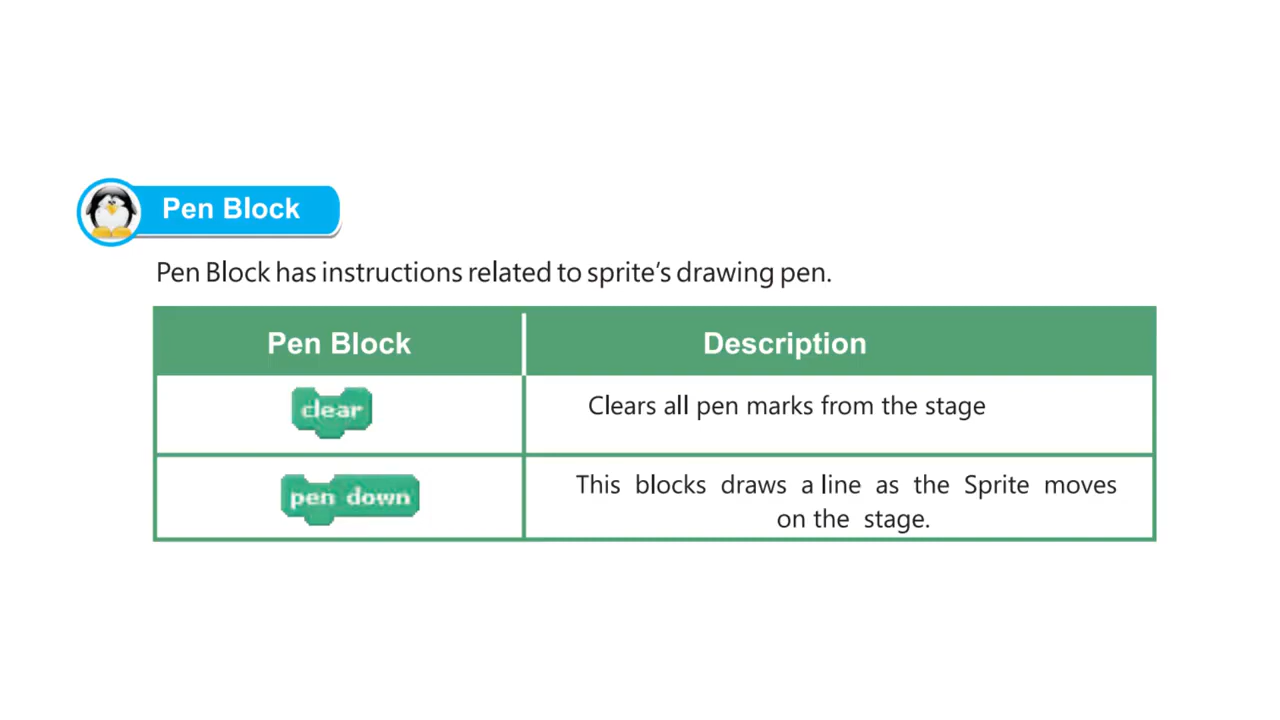 Pen Block
Pen Block has instructions related to sprite’s drawing pen.
Pen Block Description
clear Clears all pen marks from the stage
pen down This blocks draws a line as the Sprite moves
on the stage.